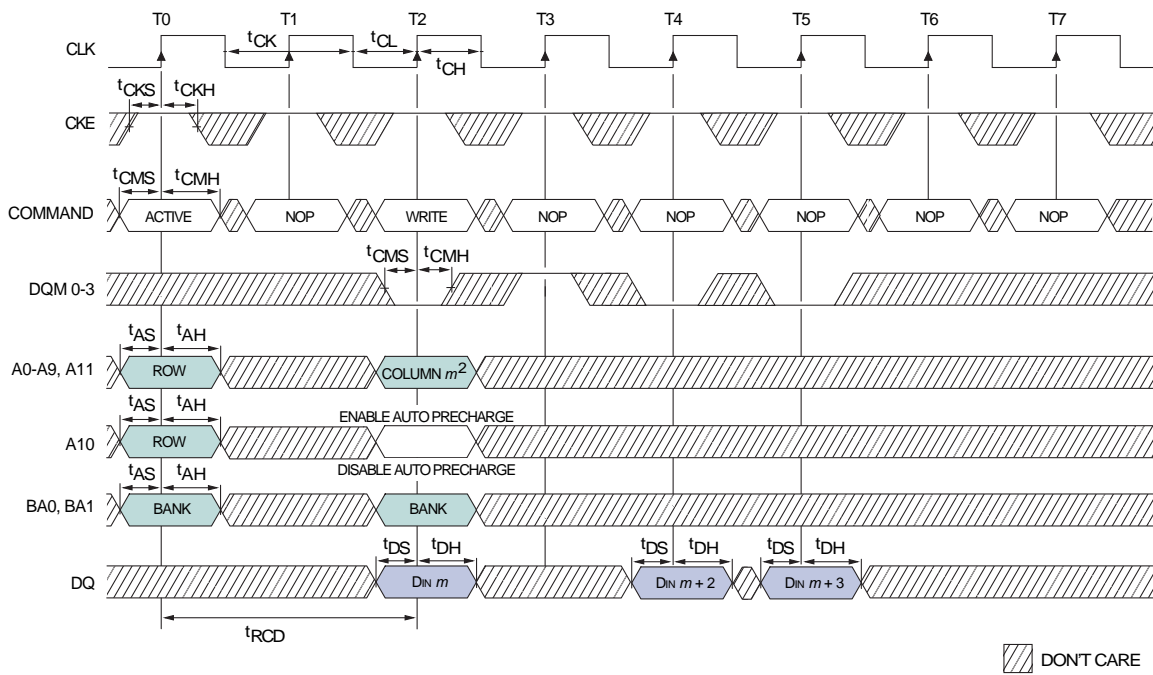 T0 T1 T2 T3 T4 T5 T6 T7
CLK tCK tCL tCH
tCKS tCKH
CKE
tCMS tCMH
COMMAND ACTIVE NOP WRITE NOP NOP NOP NOP NOP
tCMS tCMH
DQM 0-3
tAS tAH
A0-A9, A11 ROW COLUMN m²
tAS tAH ENABLE AUTO PRECHARGE
A10 ROW
tAS tAH DISABLE AUTO PRECHARGE
BA0, BA1 BANK BANK
tDS tDH tDS tDH tDS tDH
DQ DIN m DIN m + 2 DIN m + 3
tRCD
DON'T CARE